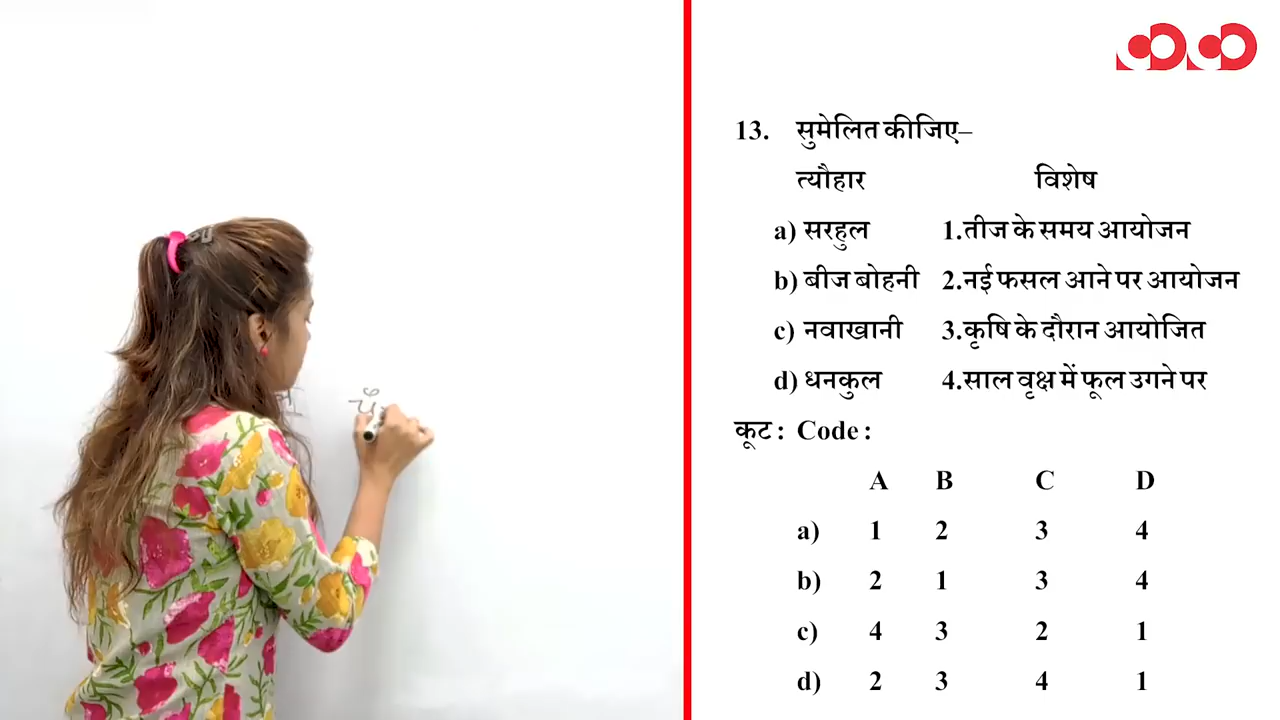 13. सुमेलित कीजिए–
त्यौहार विशेष
a) सरहुल 1.तीज के समय आयोजन
b) बीज बोहनी 2.नई फसल आने पर आयोजन
c) नवाखानी 3.कृषि के दौरान आयोजित
d) धनकुल 4.साल वृक्ष में फूल उगने पर
कूट : Code :
A B C D
a) 1 2 3 4
b) 2 1 3 4
c) 4 3 2 1
d) 2 3 4 1